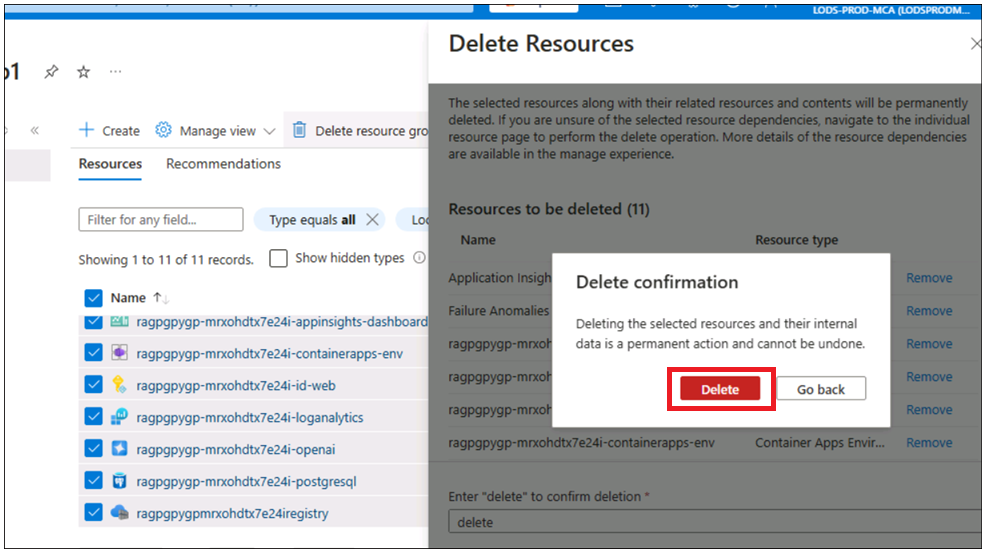 LODS-PROD-MCA (LODSPRODM...
Delete Resources
Create
Manage view
Delete resource gro
Resources
Recommendations
Filter for any field...
Type equals all
Loc
Showing 1 to 11 of 11 records.
Show hidden types
Name
ragpgpygp-mrxohdtx7e24i-appinsights-dashboard
ragpgpygp-mrxohdtx7e24i-containerapps-env
ragpgpygp-mrxohdtx7e24i-id-web
ragpgpygp-mrxohdtx7e24i-loganalytics
ragpgpygp-mrxohdtx7e24i-openai
ragpgpygp-mrxohdtx7e24i-postgresql
ragpgpygpmrxohdtx7e24iregistry
The selected resources along with their related resources and contents will be permanently
deleted. If you are unsure of the selected resource dependencies, navigate to the individual
resource page to perform the delete operation. More details of the resource dependencies
are available in the manage experience.
Resources to be deleted (11)
Name Resource type
Application Insigh Remove
Failure Anomalies Remove
ragpgpygp-mrxoh Remove
ragpgpygp-mrxoh Remove
ragpgpygp-mrxoh Remove
ragpgpygp-mrxohdtx7e24i-containerapps-env Container Apps Envir... Remove
Delete confirmation
Deleting the selected resources and their internal
data is a permanent action and cannot be undone.
Delete Go back
Enter "delete" to confirm deletion *
delete